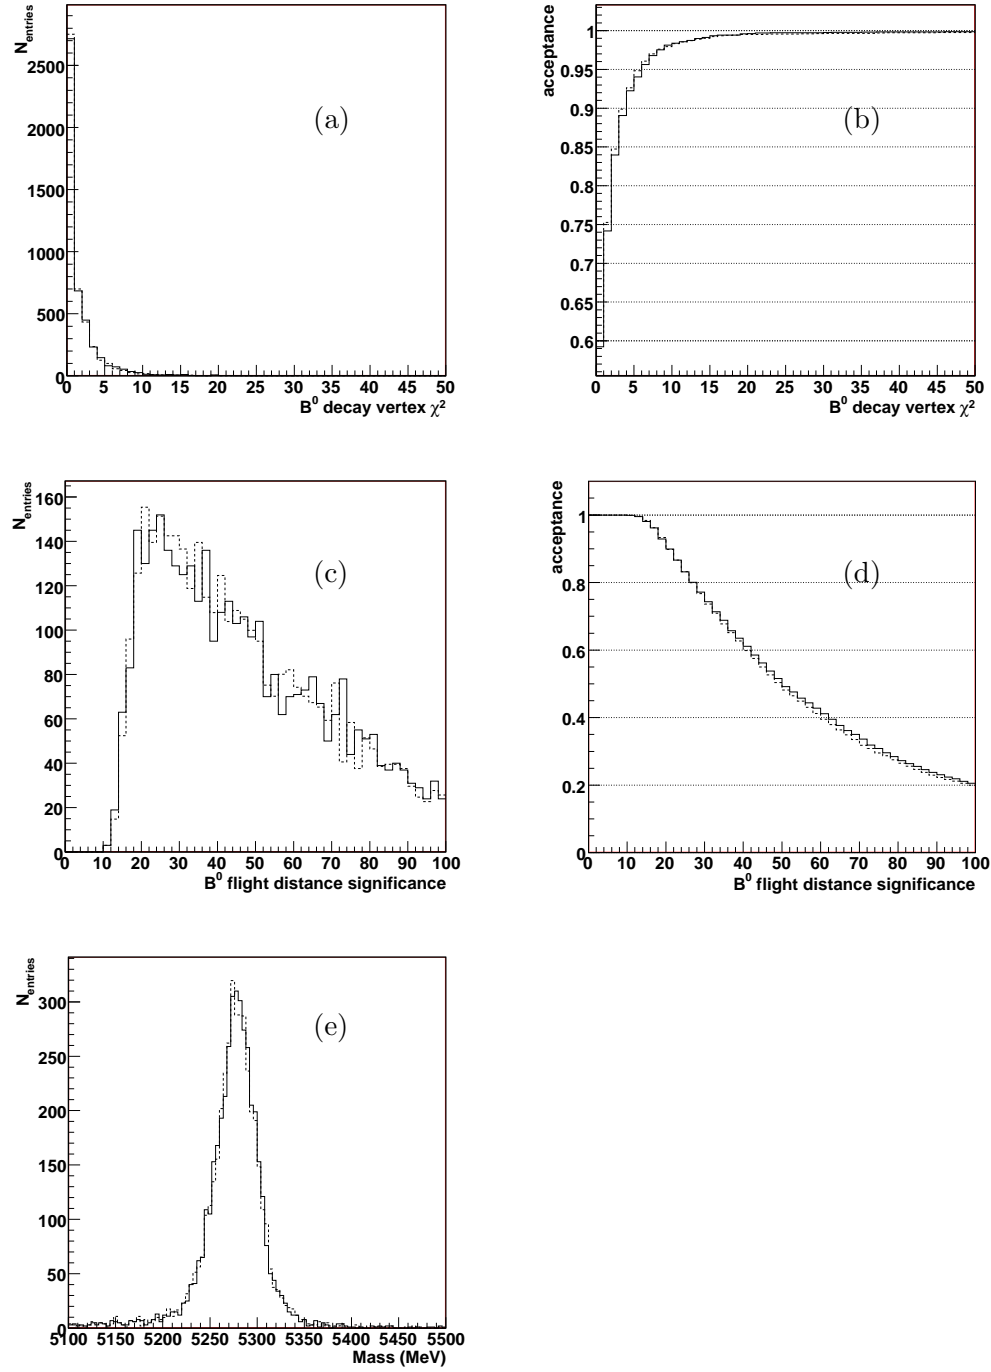 N_entries
2500
2000
1500
1000
500
0
(a)
0 5 10 15 20 25 30 35 40 45 50
B⁰ decay vertex χ²
acceptance
1
0.95
0.9
0.85
0.8
0.75
0.7
0.65
0.6
(b)
0 5 10 15 20 25 30 35 40 45 50
B⁰ decay vertex χ²
N_entries
160
140
120
100
80
60
40
20
0
(c)
0 10 20 30 40 50 60 70 80 90 100
B⁰ flight distance significance
acceptance
1
0.8
0.6
0.4
0.2
0
(d)
0 10 20 30 40 50 60 70 80 90 100
B⁰ flight distance significance
N_entries
300
250
200
150
100
50
0
(e)
5100 5150 5200 5250 5300 5350 5400 5450 5500
Mass (MeV)